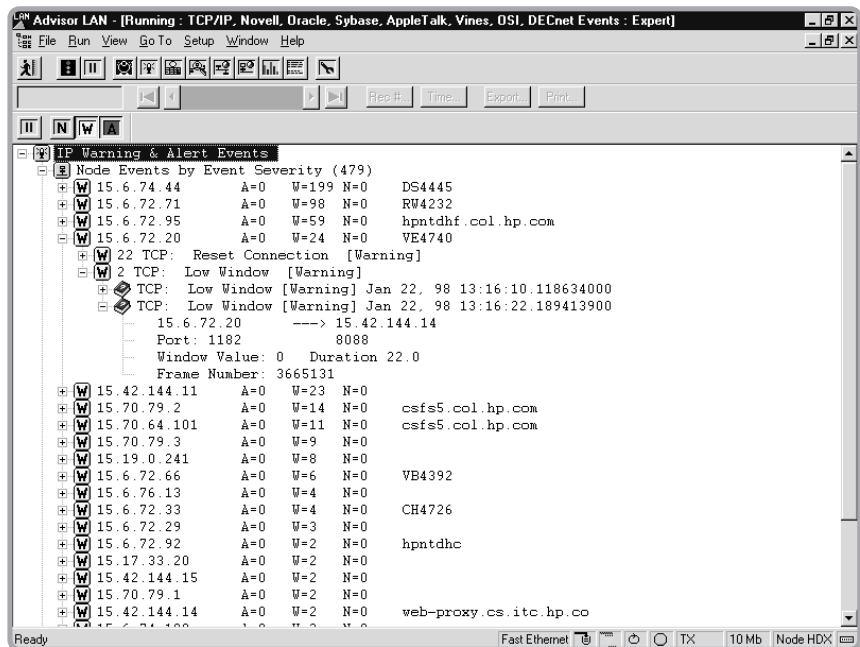 LAN Advisor LAN - [Running : TCP/IP, Novell, Oracle, Sybase, AppleTalk, Vines, OSI, DECnet Events : Expert]
File Run View Go To Setup Window Help
Rec #... Time... Export... Print...
N W A
IP Warning & Alert Events
Node Events by Event Severity (479)
W 15.6.74.44 A=0 W=199 N=0 DS4445
W 15.6.72.71 A=0 W=98 N=0 RW4232
W 15.6.72.95 A=0 W=59 N=0 hpntdhf.col.hp.com
W 15.6.72.20 A=0 W=24 N=0 VE4740
W 22 TCP: Reset Connection [Warning]
W 2 TCP: Low Window [Warning]
TCP: Low Window [Warning] Jan 22, 98 13:16:10.118634000
TCP: Low Window [Warning] Jan 22, 98 13:16:22.189413900
15.6.72.20 ---> 15.42.144.14
Port: 1182 8088
Window Value: 0 Duration 22.0
Frame Number: 3665131
W 15.42.144.11 A=0 W=23 N=0
W 15.70.79.2 A=0 W=14 N=0 csfs5.col.hp.com
W 15.70.64.101 A=0 W=11 N=0 csfs5.col.hp.com
W 15.70.79.3 A=0 W=9 N=0
W 15.19.0.241 A=0 W=8 N=0
W 15.6.72.66 A=0 W=6 N=0 VB4392
W 15.6.76.13 A=0 W=4 N=0
W 15.6.72.33 A=0 W=4 N=0 CH4726
W 15.6.72.29 A=0 W=3 N=0
W 15.6.72.92 A=0 W=2 N=0 hpntdhc
W 15.17.33.20 A=0 W=2 N=0
W 15.42.144.15 A=0 W=2 N=0
W 15.70.79.1 A=0 W=2 N=0
W 15.42.144.14 A=0 W=2 N=0 web-proxy.cs.itc.hp.co
Ready Fast Ethernet TX 10 Mb Node HDX